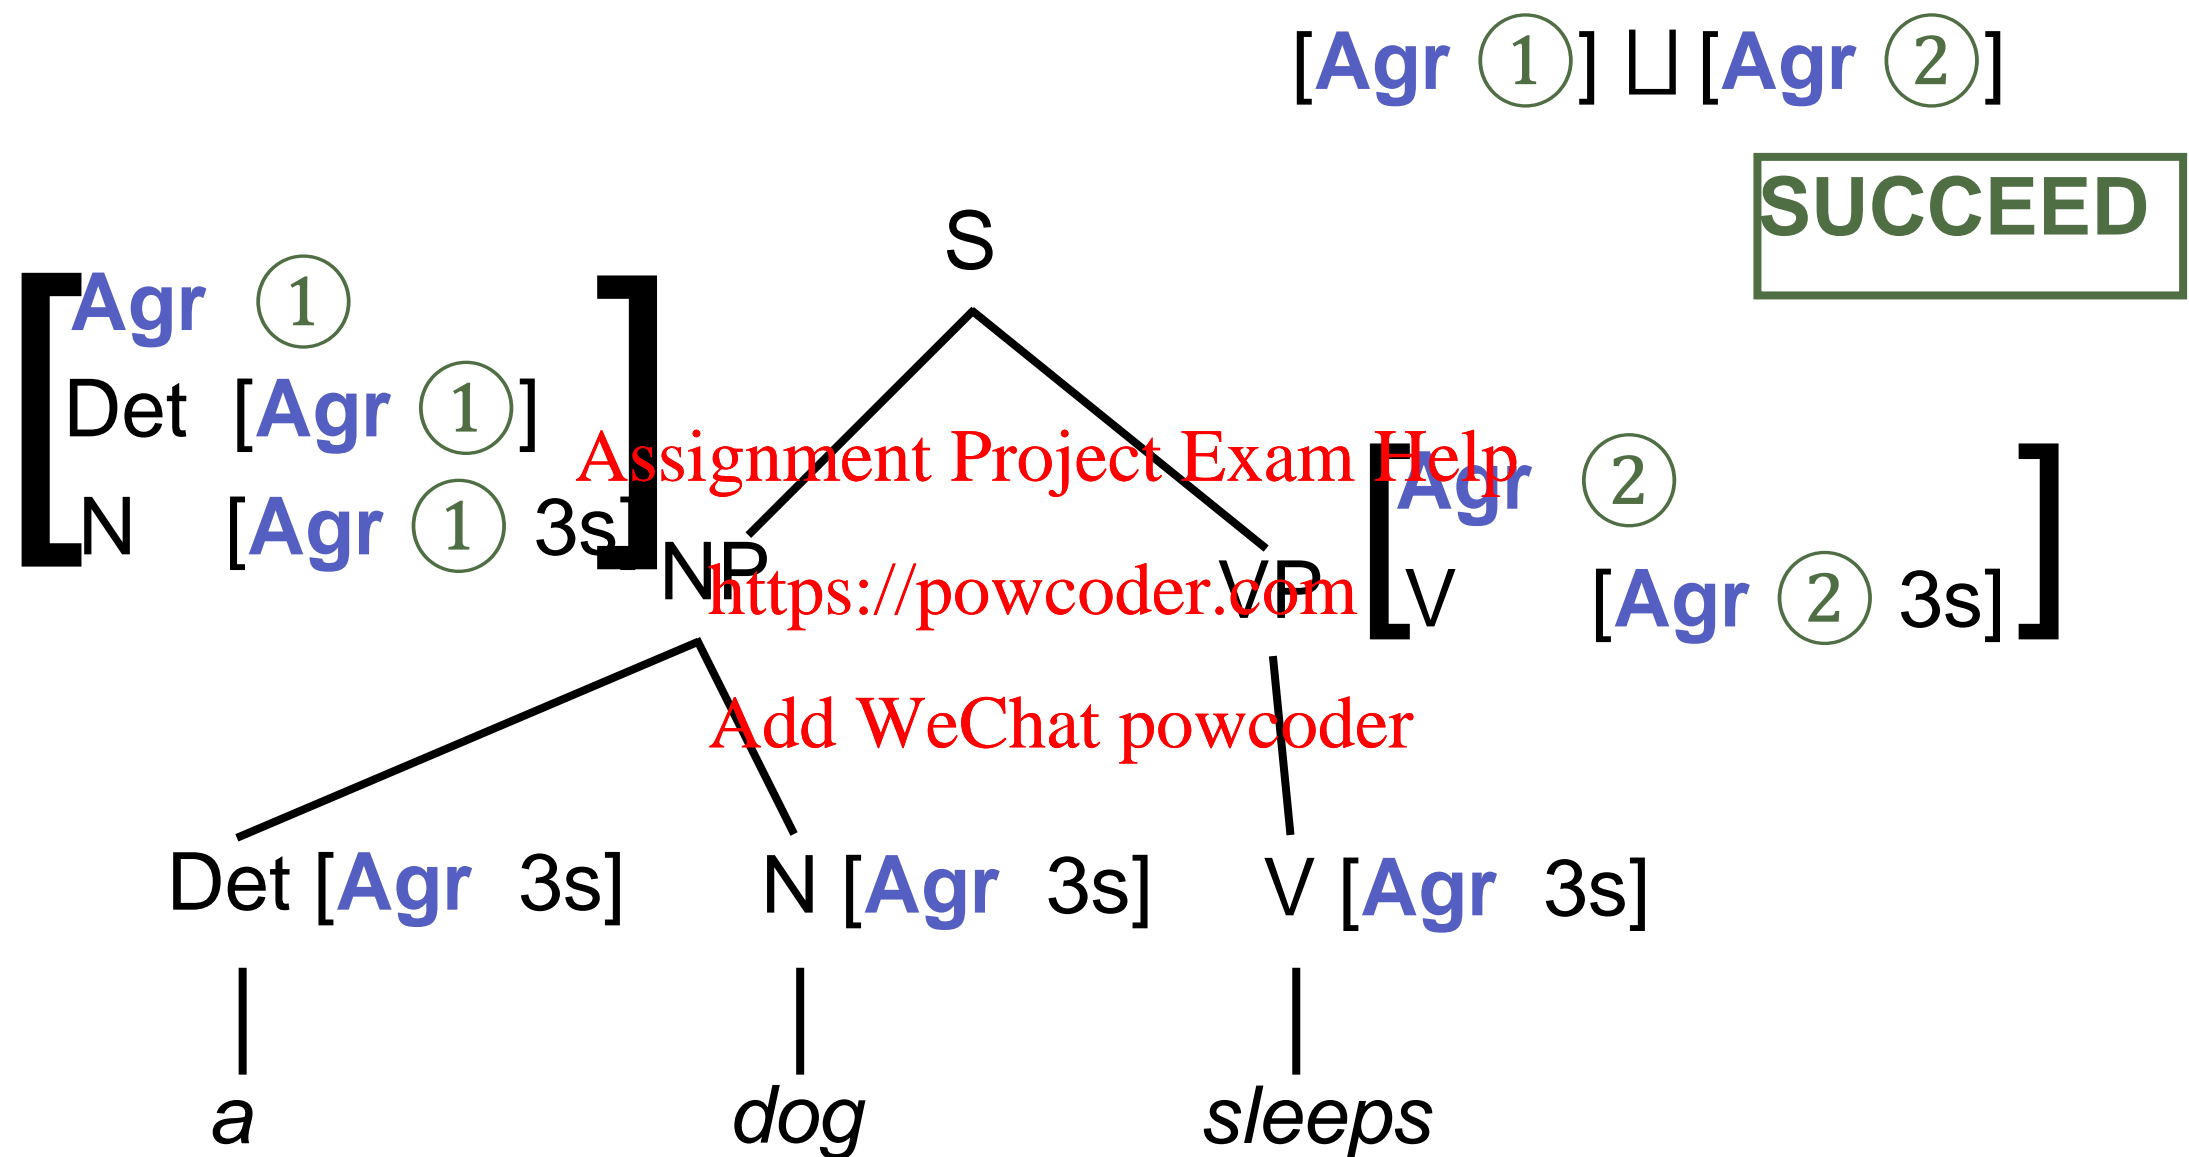 [Agr ①] ⊔ [Agr ②]
SUCCEED
S
Agr ①
Det [Agr ①]
N [Agr ① 3s]
Assignment Project Exam Help
Agr ②
NP
VP
https://powcoder.com
V [Agr ② 3s]
Add WeChat powcoder
Det [Agr 3s] N [Agr 3s] V [Agr 3s]
a dog sleeps